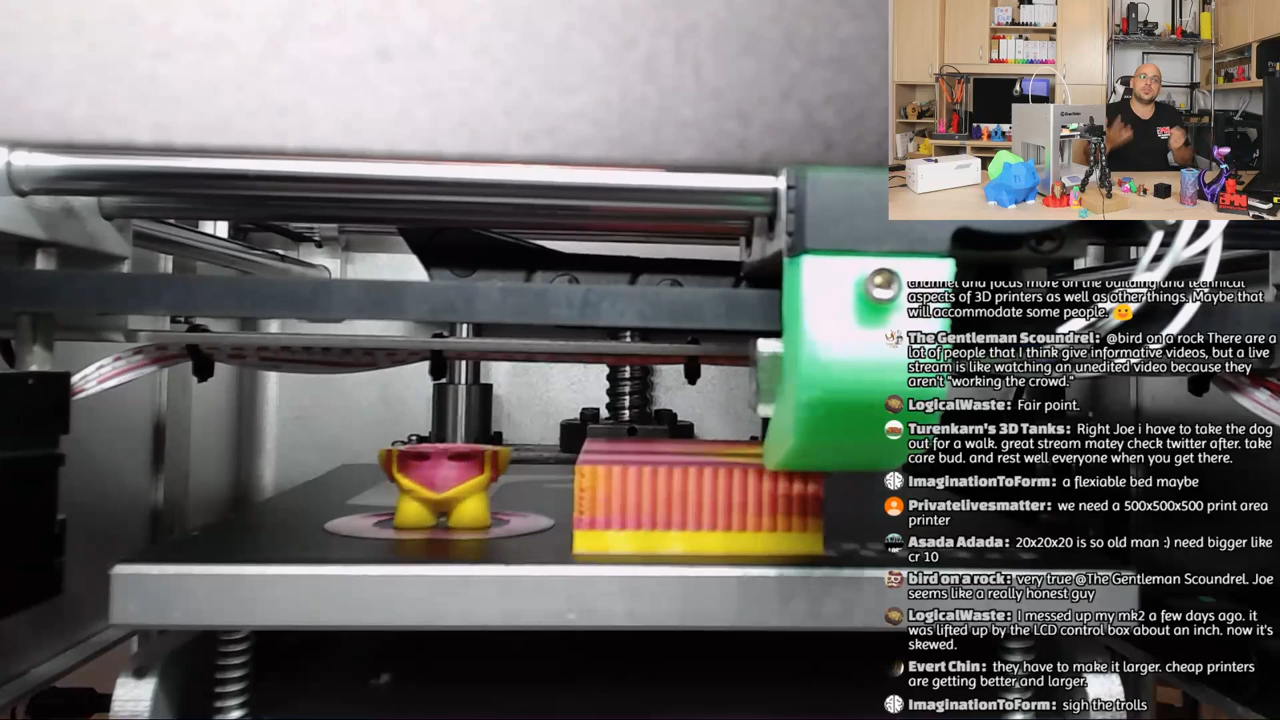 channel and focus more on the building and technical
aspects of 3D printers as well as other things. Maybe that
will accommodate some people.
The Gentleman Scoundrel: @bird on a rock There are a
lot of people that I think give informative videos, but a live
stream is like watching an unedited video because they
aren't "working the crowd."
LogicalWaste: Fair point.
Turenkarn's 3D Tanks: Right Joe i have to take the dog
out for a walk. great stream matey check twitter after. take
care bud. and rest well everyone when you get there.
ImaginationToForm: a flexiable bed maybe
Privatelivesmatter: we need a 500x500x500 print area
printer
Asada Adada: 20x20x20 is so old man :) need bigger like
cr 10
bird on a rock: very true @The Gentleman Scoundrel. Joe
seems like a really honest guy
LogicalWaste: I messed up my mk2 a few days ago. it
was lifted up by the LCD control box about an inch. now it's
skewed.
Evert Chin: they have to make it larger. cheap printers
are getting better and larger.
ImaginationToForm: sigh the trolls